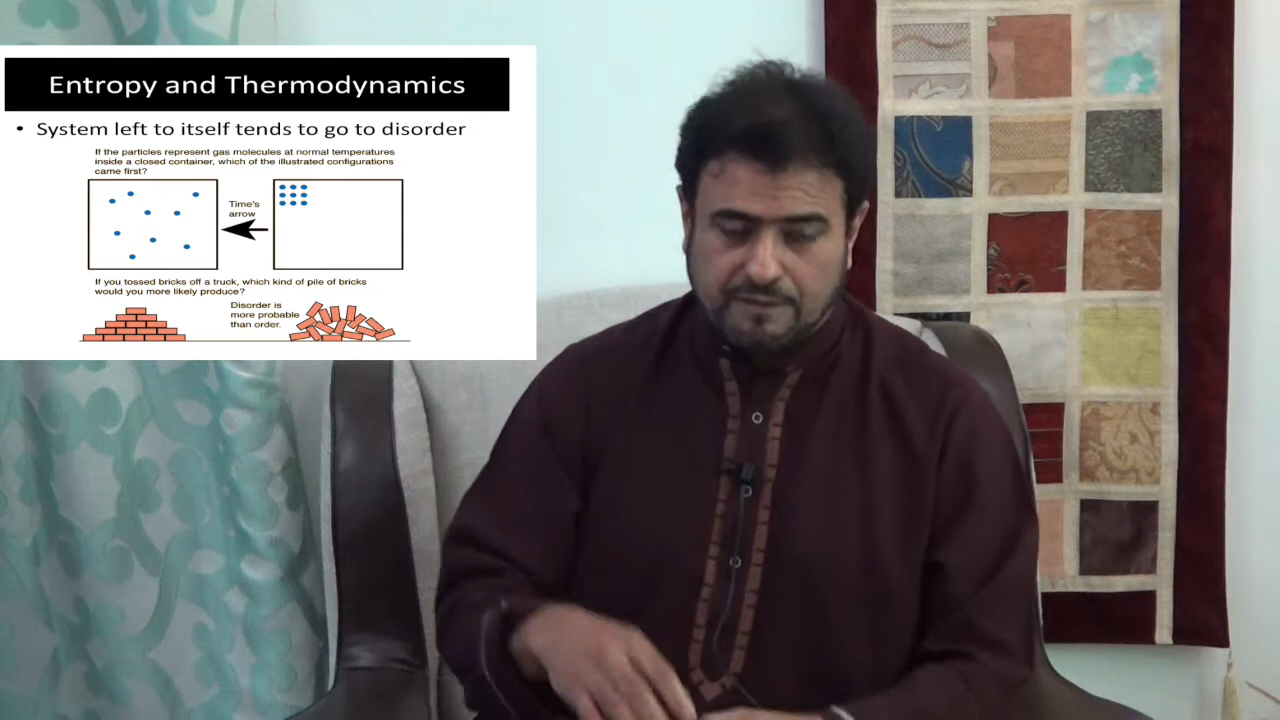 Entropy and Thermodynamics
• System left to itself tends to go to disorder
If the particles represent gas molecules at normal temperatures
inside a closed container, which of the illustrated configurations
came first?
Time's
arrow
If you tossed bricks off a truck, which kind of pile of bricks
would you more likely produce?
Disorder is
more probable
than order.